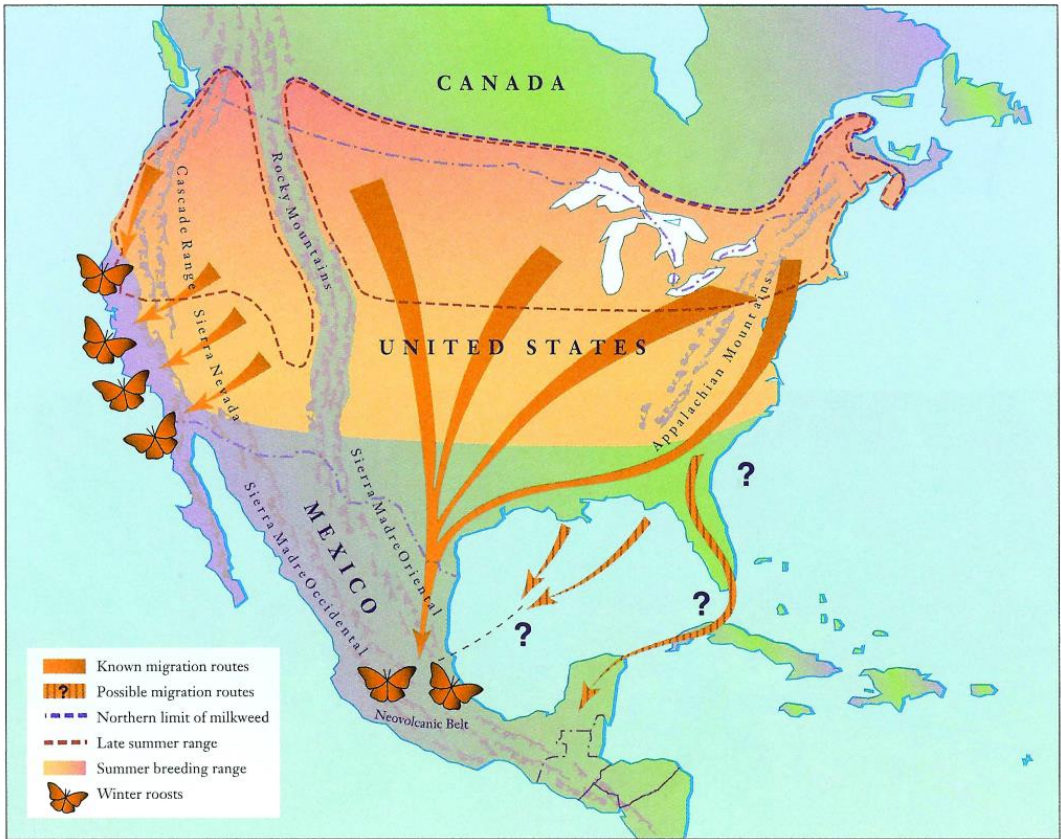 CANADA
Cascade Range
Rocky Mountains
Sierra Nevada
UNITED STATES
Appalachian Mountains
?
MEXICO
Sierra Madre Oriental
Sierra Madre Occidental
?
?
Neovolcanic Belt
Known migration routes
? Possible migration routes
Northern limit of milkweed
Late summer range
Summer breeding range
Winter roosts